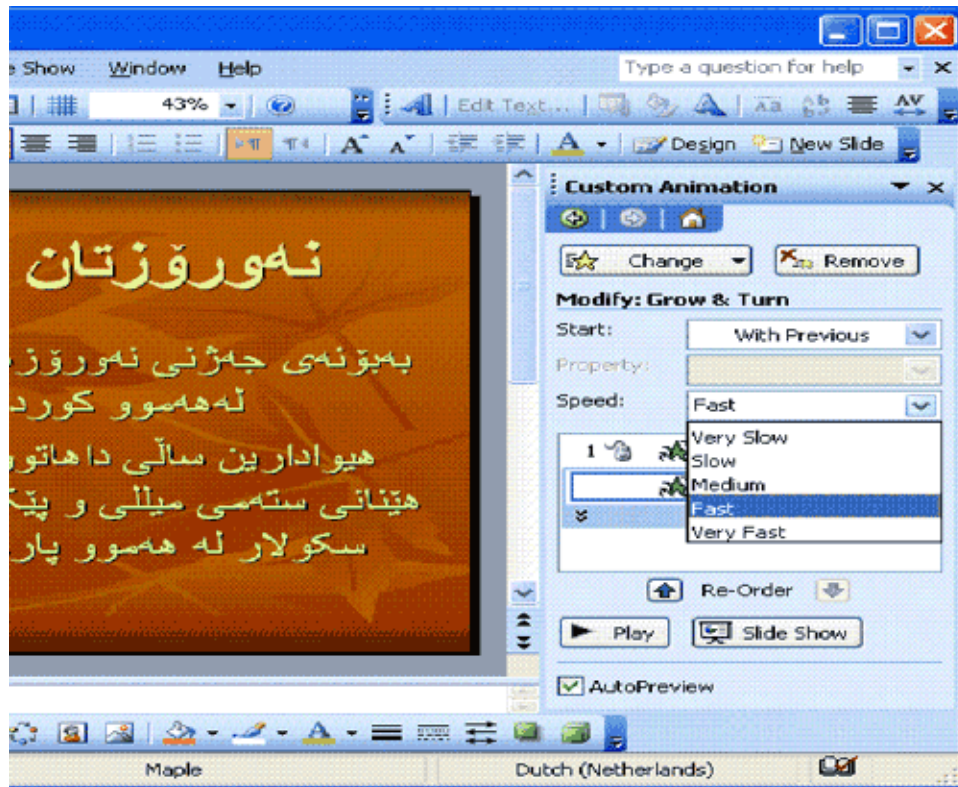 Show Window Help Type a question for help
43% Edit Text...
Design New Slide
Custom Animation
Change Remove
Modify: Grow & Turn
Start: With Previous
Property:
Speed: Fast
Very Slow
1 Slow
Medium
Fast
Very Fast
Re-Order
Play Slide Show
AutoPreview
نەورۆزتان
بەبۆنەی جەژنی نەورۆز
لەهەموو کورد
هیوادارین ساڵی داهاتوو
هێنانی ستەمی میللی و
سکولار لە هەموو
Maple Dutch (Netherlands)